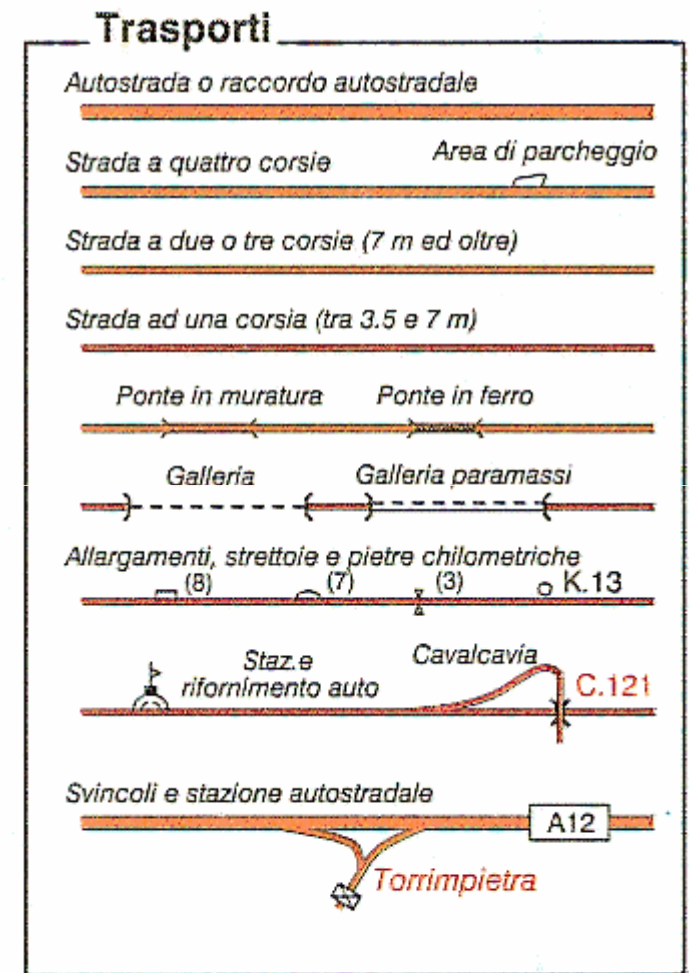 Trasporti
Autostrada o raccordo autostradale
Strada a quattro corsie
Area di parcheggio
Strada a due o tre corsie (7 m ed oltre)
Strada ad una corsia (tra 3.5 e 7 m)
Ponte in muratura
Ponte in ferro
Galleria
Galleria paramassi
Allargamenti, strettoie e pietre chilometriche
(8) (7) (3) K.13
Staz.e
rifornimento auto
Cavalcavia
C.121
Svincoli e stazione autostradale
A12
Torrimpietra